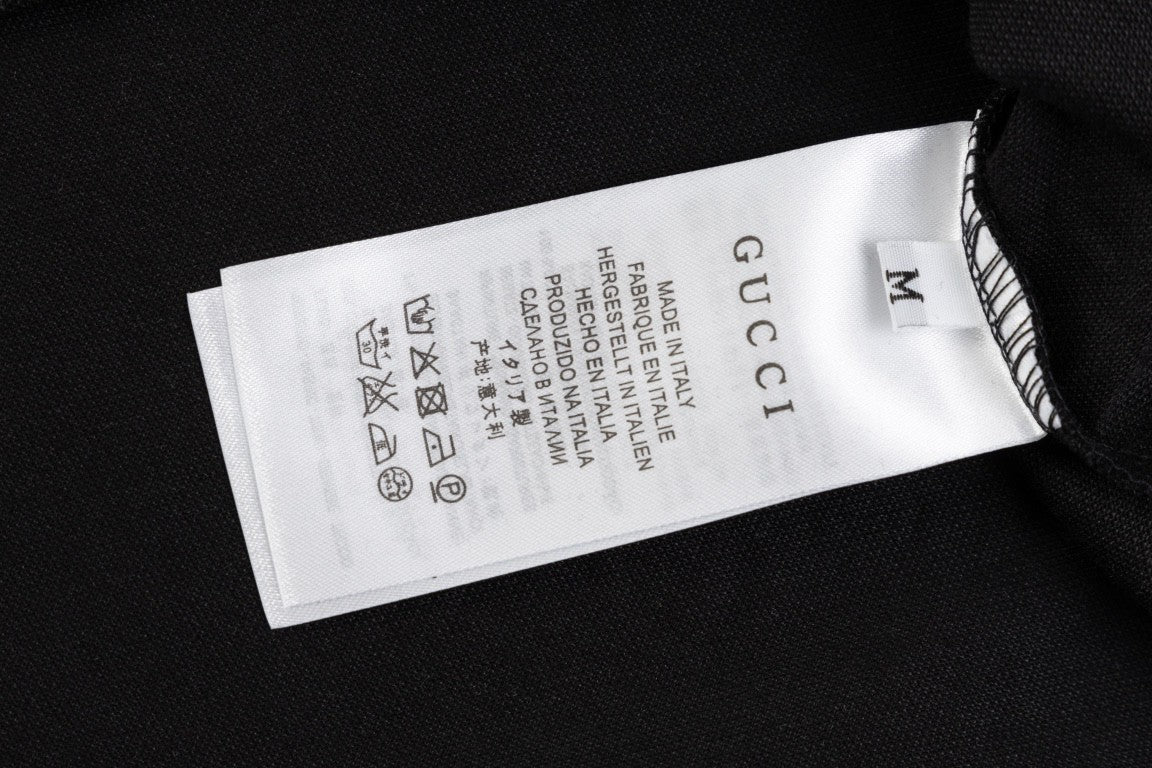 M
GUCCI
MADE IN ITALY
FABRIQUE EN ITALIE
HERGESTELLT IN ITALIEN
HECHO EN ITALIA
PRODUZIDO NA ITALIA
СДЕЛАНО В ИТАЛИИ
イタリア製
产地:意大利
P
30